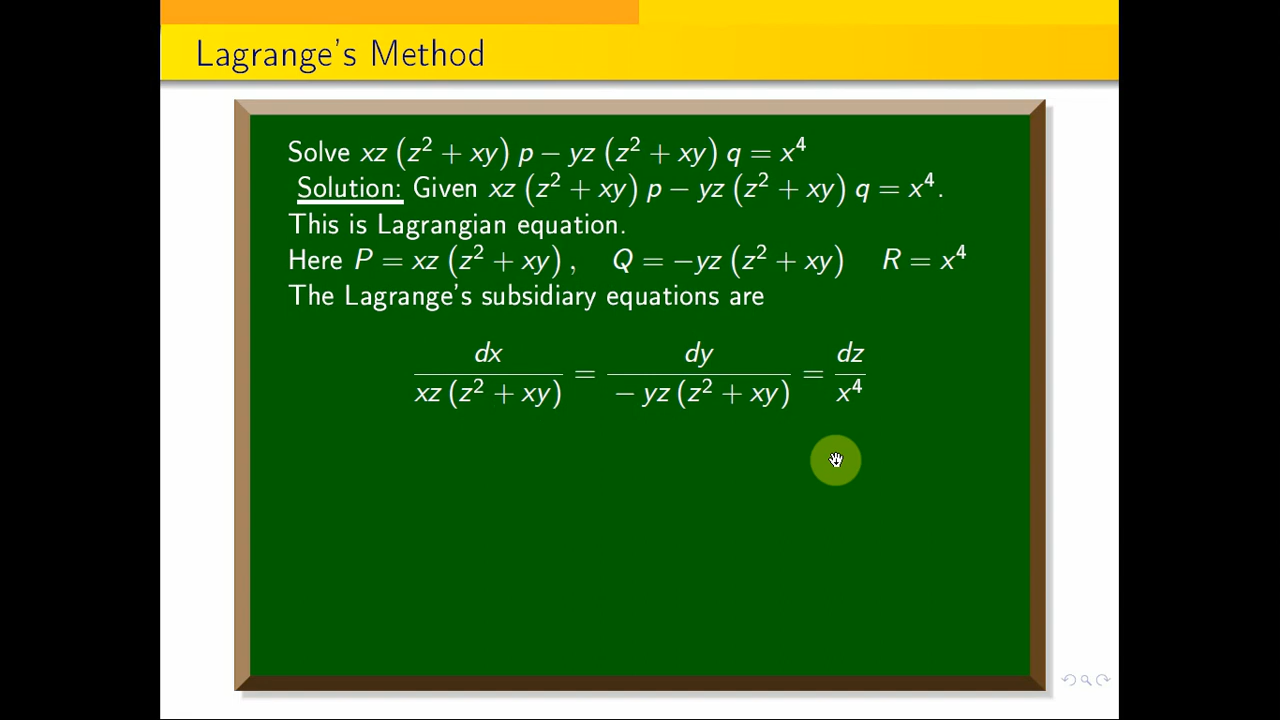 Lagrange's Method
Solve xz (z² + xy) p − yz (z² + xy) q = x⁴
Solution: Given xz (z² + xy) p − yz (z² + xy) q = x⁴.
This is Lagrangian equation.
Here P = xz (z² + xy) , Q = −yz (z² + xy) R = x⁴
The Lagrange's subsidiary equations are
dx / xz (z² + xy) = dy / − yz (z² + xy) = dz / x⁴